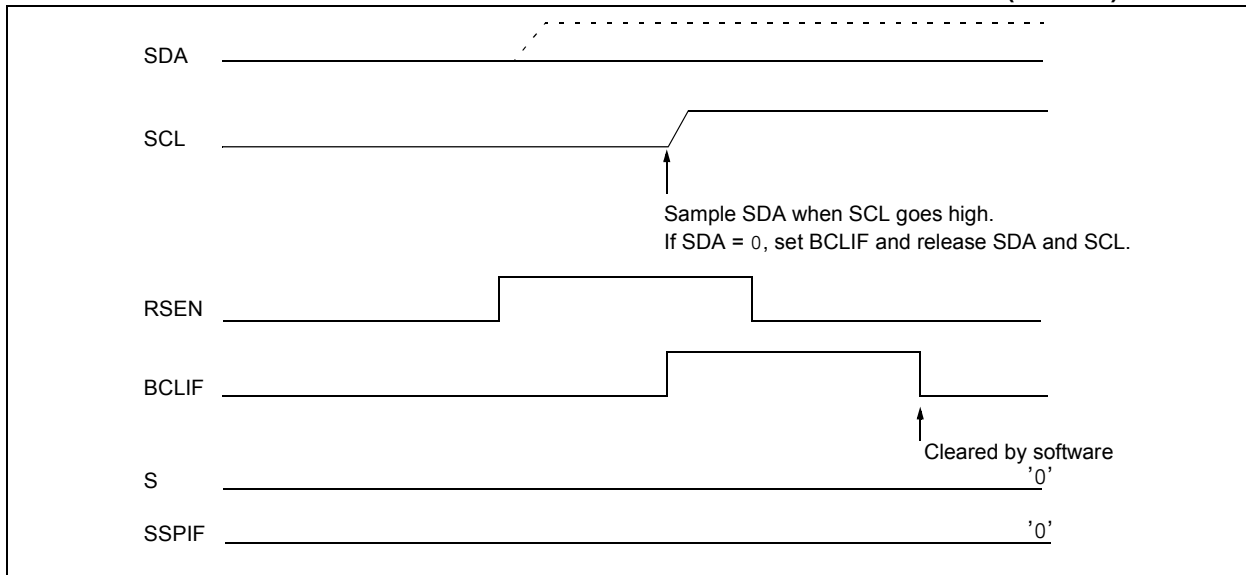 SDA
SCL
Sample SDA when SCL goes high.
If SDA = 0, set BCLIF and release SDA and SCL.
RSEN
BCLIF
Cleared by software
S
'0'
SSPIF
'0'